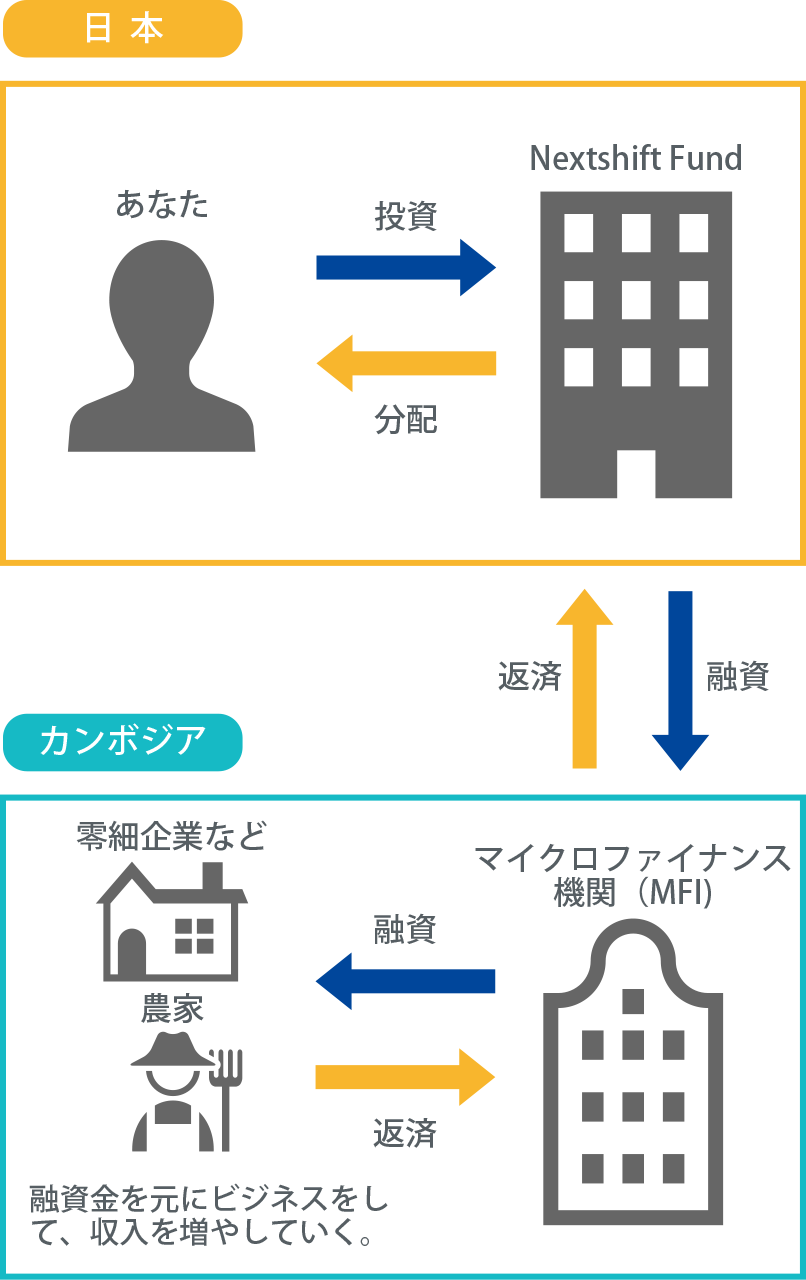 日本
Nextshift Fund
あなた
投資
分配
返済
融資
カンボジア
零細企業など
マイクロファイナンス
機関（MFI)
融資
農家
返済
融資金を元にビジネスをし
て、収入を増やしていく。